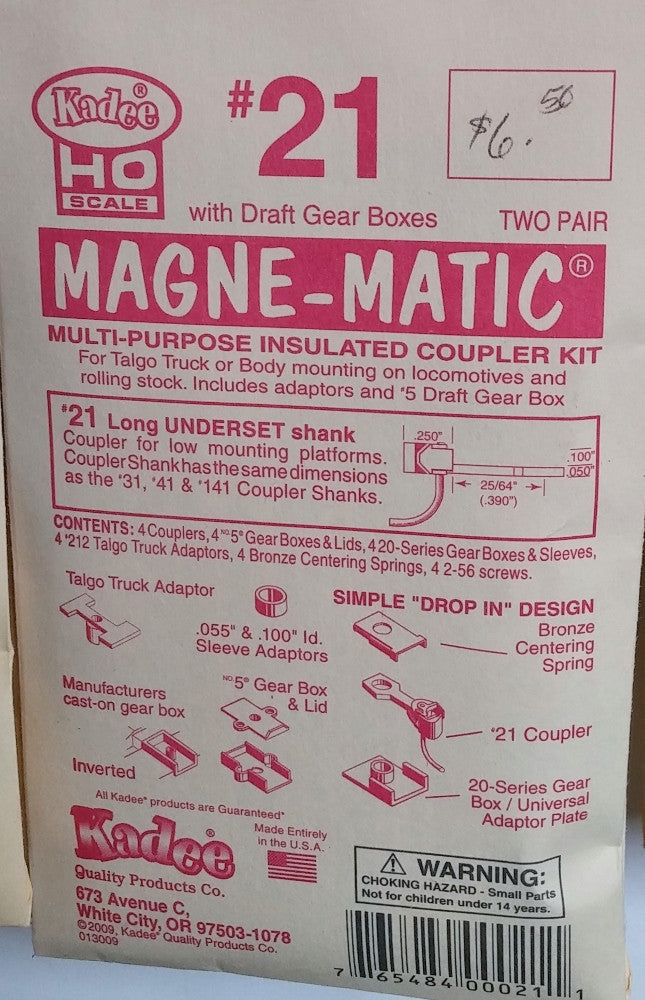 Kadee®
HO
SCALE
#21
$6.50
with Draft Gear Boxes
TWO PAIR
MAGNE-MATIC®
MULTI-PURPOSE INSULATED COUPLER KIT
For Talgo Truck or Body mounting on locomotives and
rolling stock. Includes adaptors and #5 Draft Gear Box
#21 Long UNDERSET shank
Coupler for low mounting platforms.
Coupler Shank has the same dimensions
as the #31, #41 & #141 Coupler Shanks.
.250"
.100"
.050"
25/64"
(.390")
CONTENTS: 4 Couplers, 4 NO.5® Gear Boxes & Lids, 4 20-Series Gear Boxes & Sleeves,
4 #212 Talgo Truck Adaptors, 4 Bronze Centering Springs, 4 2-56 screws.
Talgo Truck Adaptor
.055" & .100" Id.
Sleeve Adaptors
SIMPLE "DROP IN" DESIGN
Bronze
Centering
Spring
Manufacturers
cast-on gear box
Inverted
NO.5® Gear Box
& Lid
#21 Coupler
20-Series Gear
Box / Universal
Adaptor Plate
All Kadee® products are Guaranteed*
Kadee®
Quality Products Co.
673 Avenue C,
White City, OR 97503-1078
©2009, Kadee® Quality Products Co.
013009
Made Entirely
in the U.S.A.
WARNING:
CHOKING HAZARD - Small Parts
Not for children under 14 years.
7 65484 00021 1